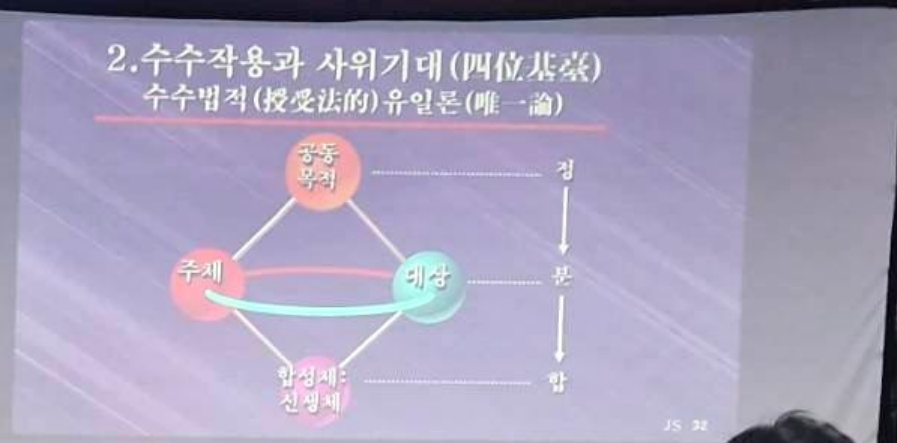 2.수수작용과 사위기대(四位基臺)
수수법적(授受法的)유일론(唯一論)
공동
목적
정
주체
대상
분
합성체:
신생체
합
JS 32